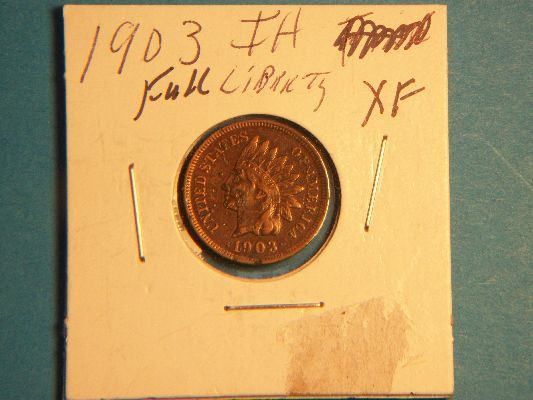 1903 IH
Full LIBERTY
XF
UNITED STATES OF AMERICA
1903